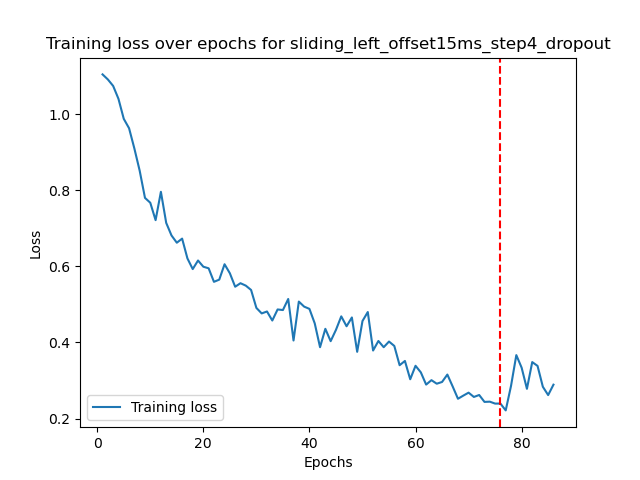 Training loss over epochs for sliding_left_offset15ms_step4_dropout
1.0
0.8
0.6
0.4
0.2
Loss
Training loss
0 20 40 60 80
Epochs